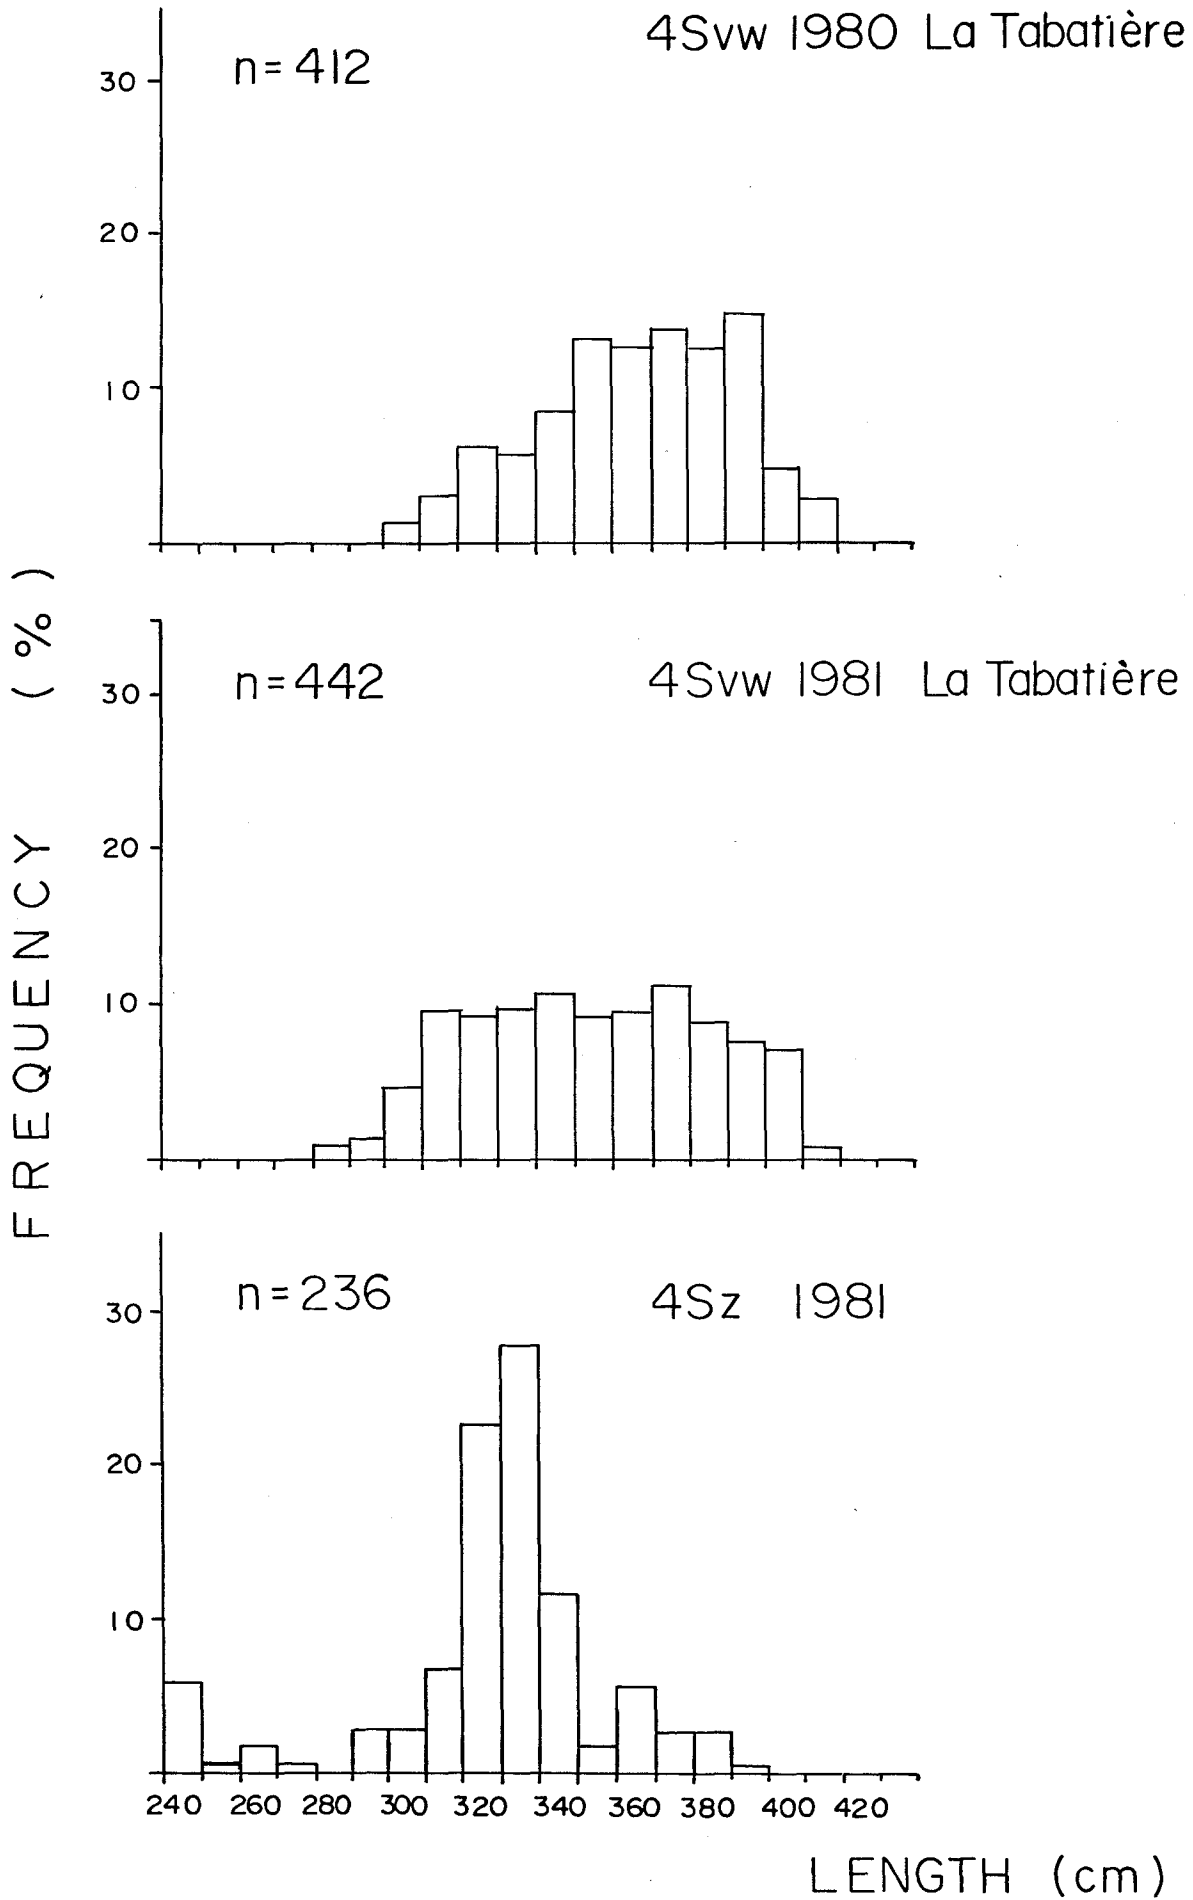 4Svw 1980 La Tabatière
n=412
30
20
10
FREQUENCY (%)
4Svw 1981 La Tabatière
n=442
30
20
10
4Sz 1981
n=236
30
20
10
240 260 280 300 320 340 360 380 400 420
LENGTH (cm)